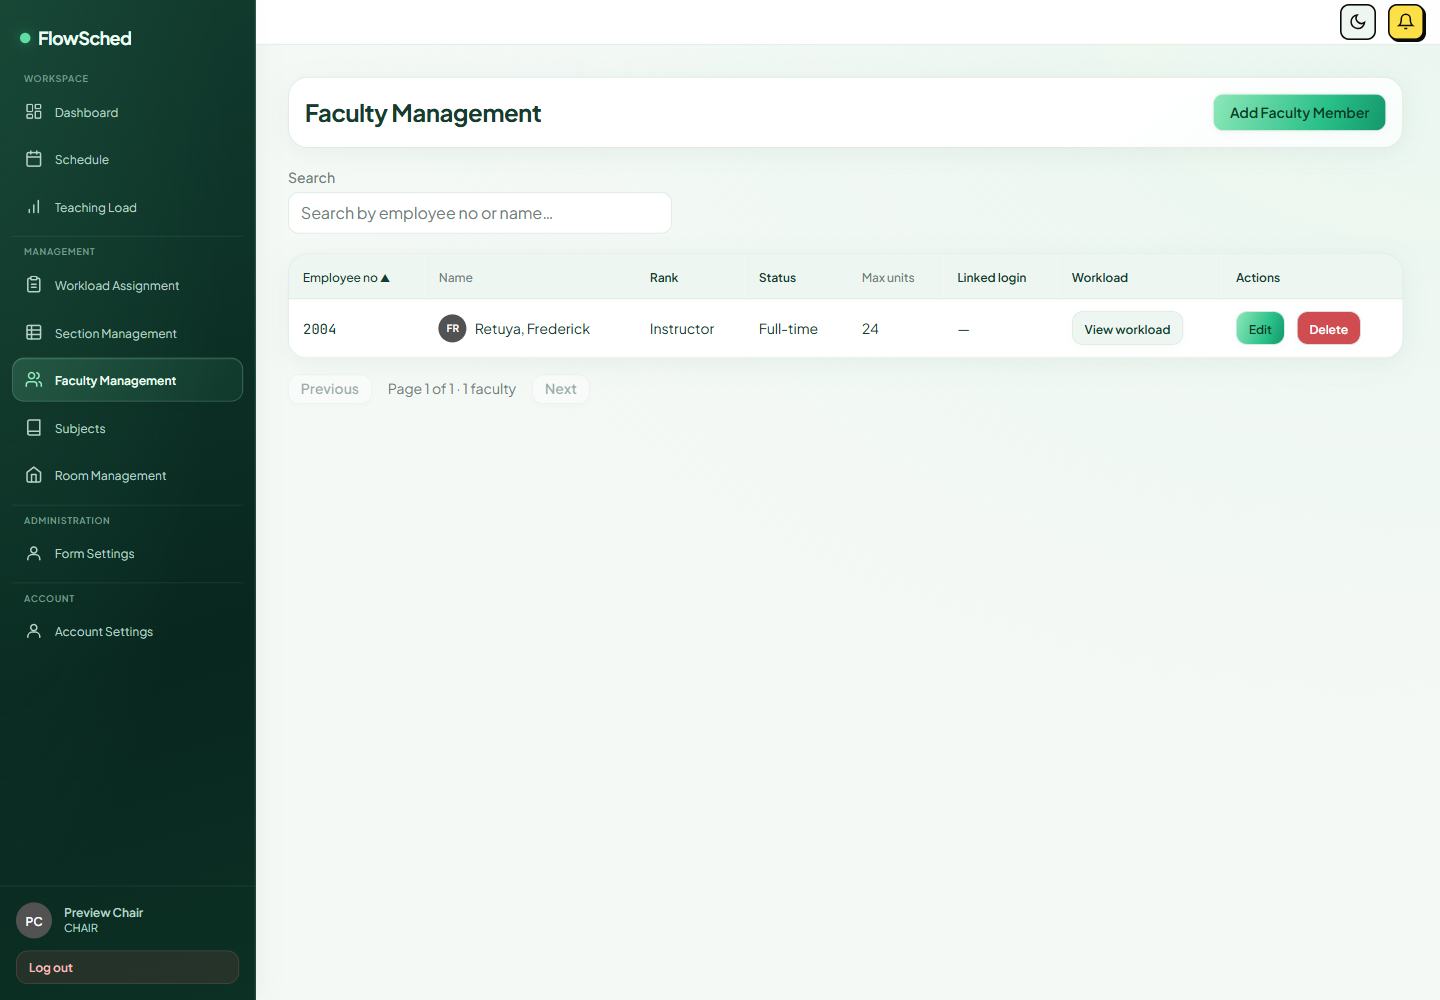 FlowSched
WORKSPACE
Dashboard
Schedule
Teaching Load
MANAGEMENT
Workload Assignment
Section Management
Faculty Management
Subjects
Room Management
ADMINISTRATION
Form Settings
ACCOUNT
Account Settings
PC
Preview Chair
CHAIR
Log out
Faculty Management
Add Faculty Member
Search
Search by employee no or name...
Employee no ▲ Name Rank Status Max units Linked login Workload Actions
2004 FR Retuya, Frederick Instructor Full-time 24 — View workload Edit Delete
Previous Page 1 of 1 · 1 faculty Next